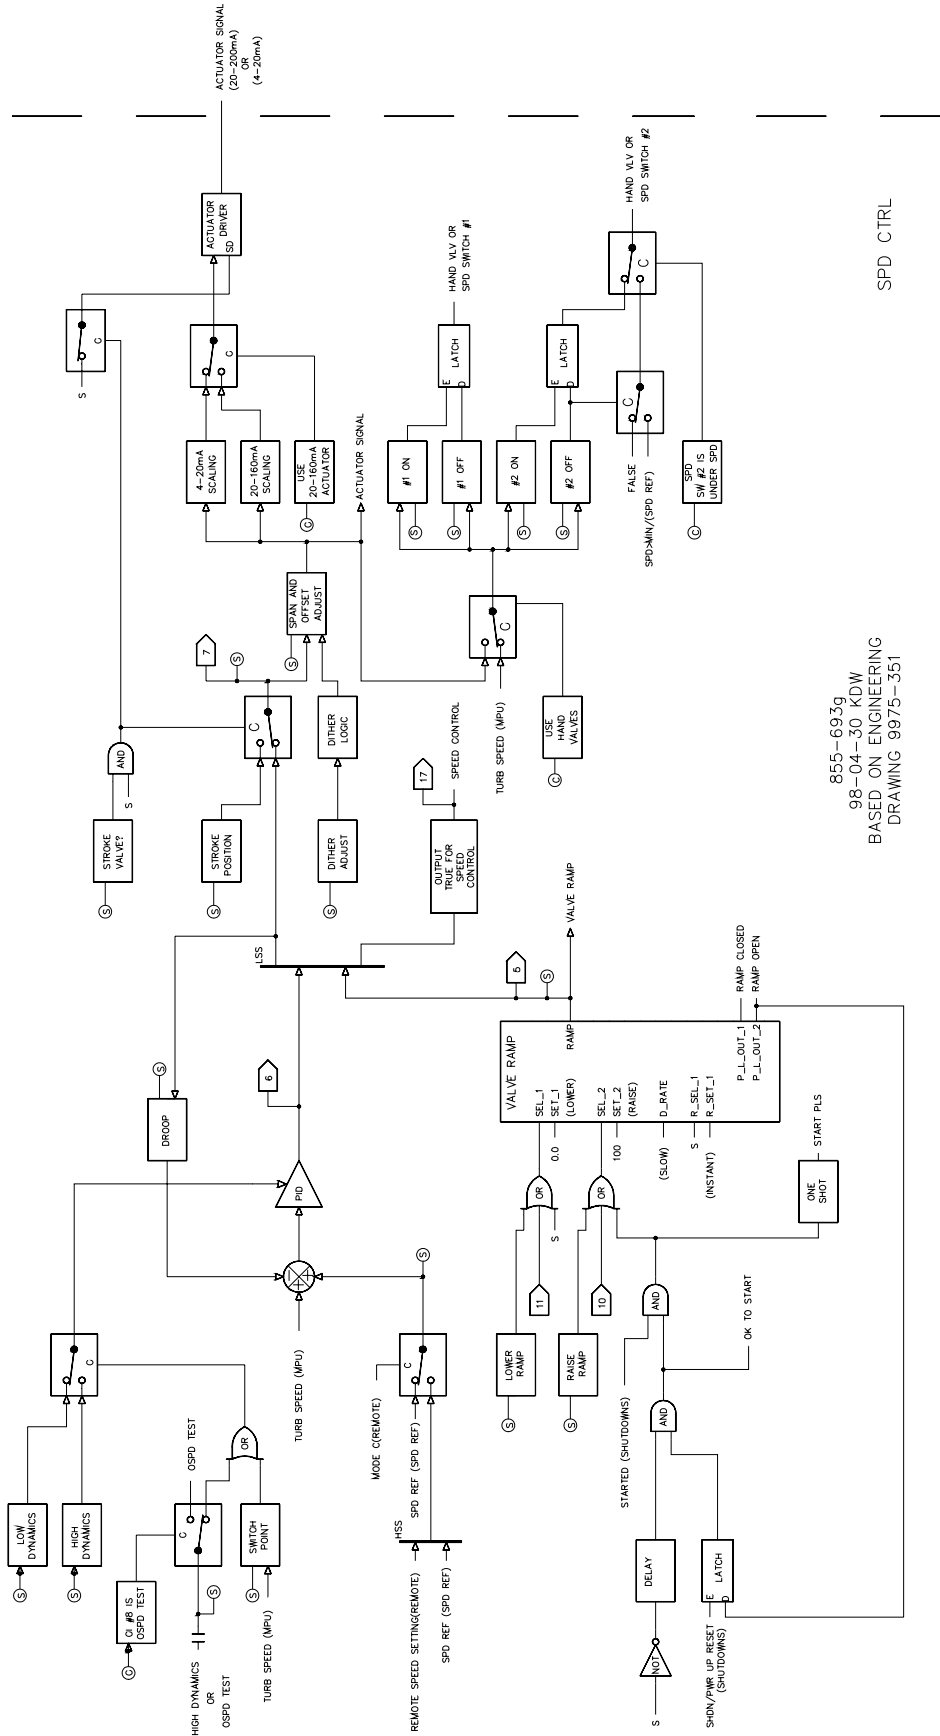 LOW
DYNAMICS
S
HIGH
DYNAMICS
S
C
CI #8 IS
OSPD TEST
C
OSPD TEST
HIGH DYNAMICS
OR
OSPD TEST
S
SWITCH
POINT
S
TURB SPEED (MPU)
OR
C
TURB SPEED (MPU)
DROOP
S
PID
6
REMOTE SPEED SETTING(REMOTE)
SPD REF (SPD REF)
HSS
SPD REF (SPD REF)
MODE C(REMOTE)
C
S
LSS
STROKE
VALVE?
S
AND
S
STROKE
POSITION
S
C
7
S
DITHER
ADJUST
S
DITHER
LOGIC
SPAN AND
OFFSET
ADJUST
S
S
C
4-20mA
SCALING
20-160mA
SCALING
USE
20-160mA
ACTUATOR
C
C
ACTUATOR
DRIVER
SD
ACTUATOR SIGNAL
(20-200mA)
OR
(4-20mA)
ACTUATOR SIGNAL
OUTPUT
TRUE FOR
SPEED
CONTROL
17
SPEED CONTROL
TURB SPEED (MPU)
C
USE
HAND
VALVES
C
#1 ON
S
#1 OFF
S
#2 ON
S
#2 OFF
S
E
D
LATCH
HAND VLV OR
SPD SWITCH #1
E
D
LATCH
FALSE
SPD>MIN/(SPD REF)
C
SPD
SW #2 IS
UNDER SPD
C
C
HAND VLV OR
SPD SWITCH #2
LOWER
RAMP
S
11
S
OR
RAISE
RAMP
S
10
OR
VALVE RAMP
SEL_1
SET_1
(LOWER)
SEL_2
SET_2
(RAISE)
D_RATE
R_SEL_1
R_SET_1
0.0
100
(SLOW)
S
(INSTANT)
RAMP
P_L_OUT_1
P_L_OUT_2
5
S
VALVE RAMP
RAMP CLOSED
RAMP OPEN
STARTED (SHUTDOWNS)
AND
OK TO START
ONE
SHOT
START PLS
S
NOT
DELAY
AND
SHDN/PWR UP RESET
(SHUTDOWNS)
E
D
LATCH
855-693g
98-04-30 KDW
BASED ON ENGINEERING
DRAWING 9975-351
SPD CTRL